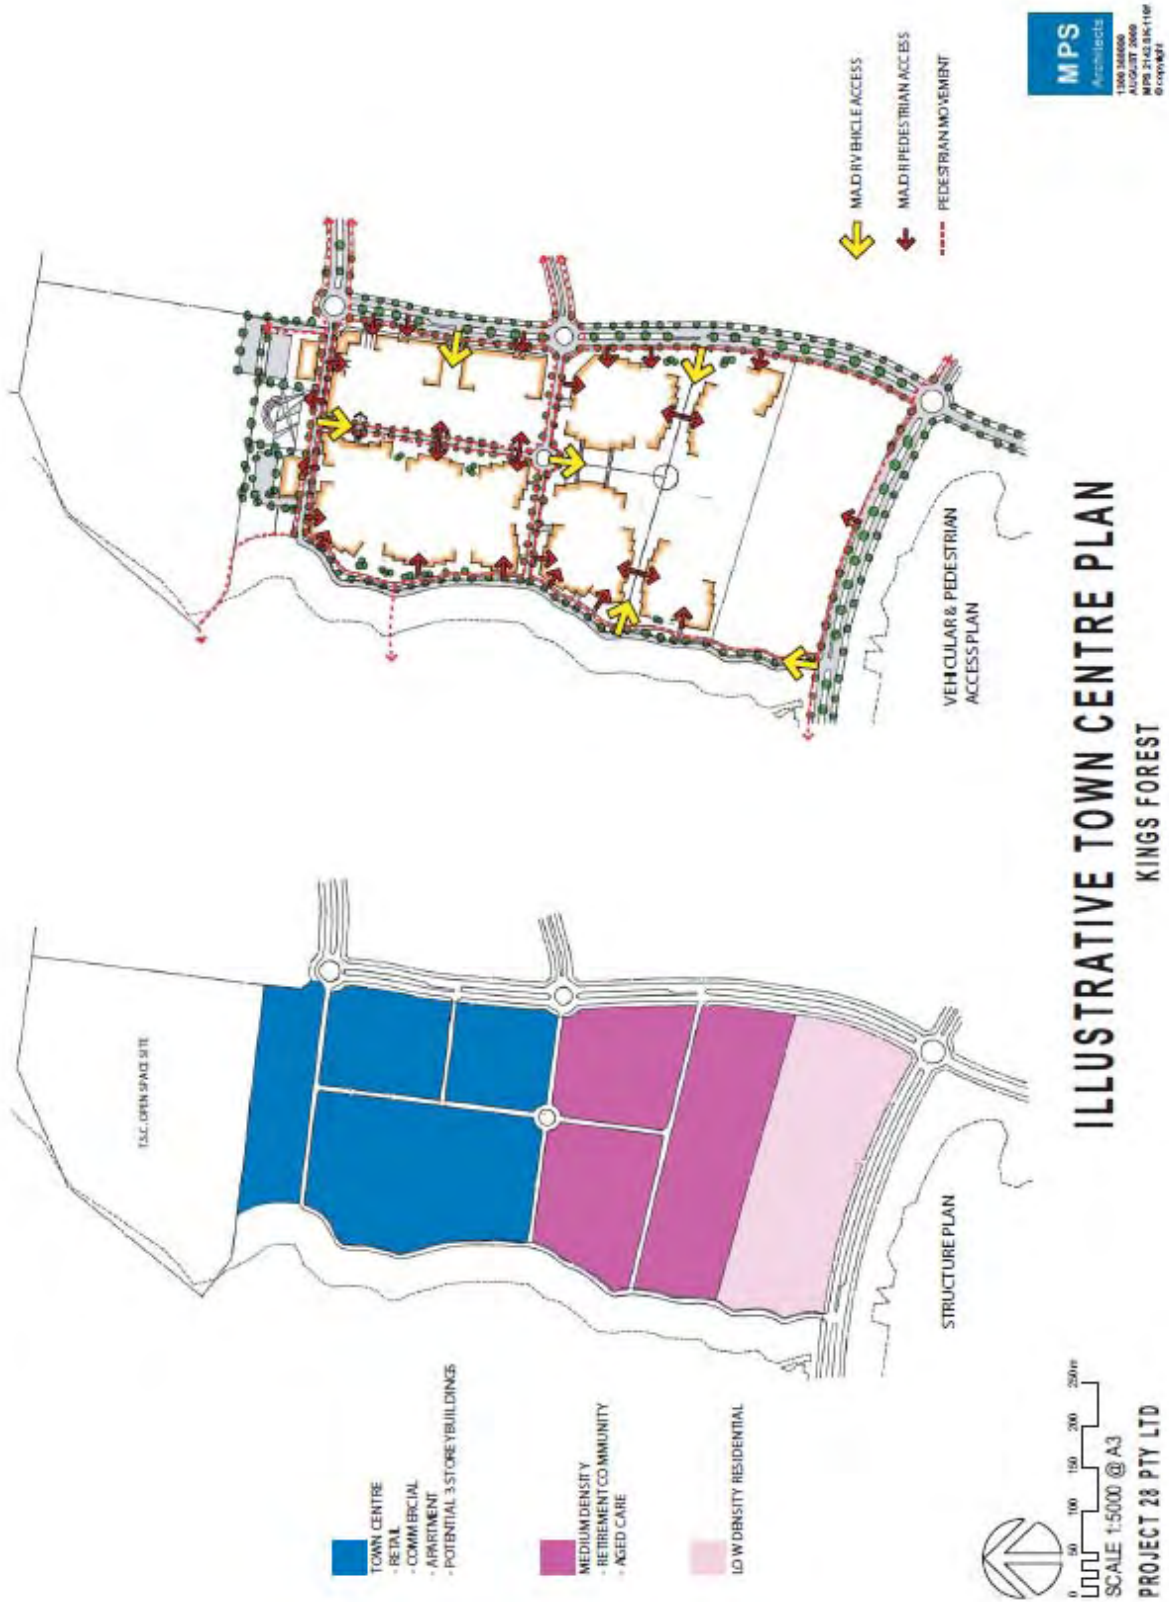 T.S.C. OPEN SPACE SITE
TOWN CENTRE
- RETAIL
- COMMERCIAL
- APARTMENT
- POTENTIAL 3 STOREY BUILDINGS
MEDIUM DENSITY
- RETIREMENT COMMUNITY
- AGED CARE
LOW DENSITY RESIDENTIAL
STRUCTURE PLAN
MAJOR VEHICLE ACCESS
MAJOR PEDESTRIAN ACCESS
PEDESTRIAN MOVEMENT
VEHICULAR & PEDESTRIAN
ACCESS PLAN
0 50 100 150 200 250m
SCALE 1:5000 @ A3
PROJECT 28 PTY LTD
ILLUSTRATIVE TOWN CENTRE PLAN
KINGS FOREST
MPS
Architects
AUGUST 2009
© copyright